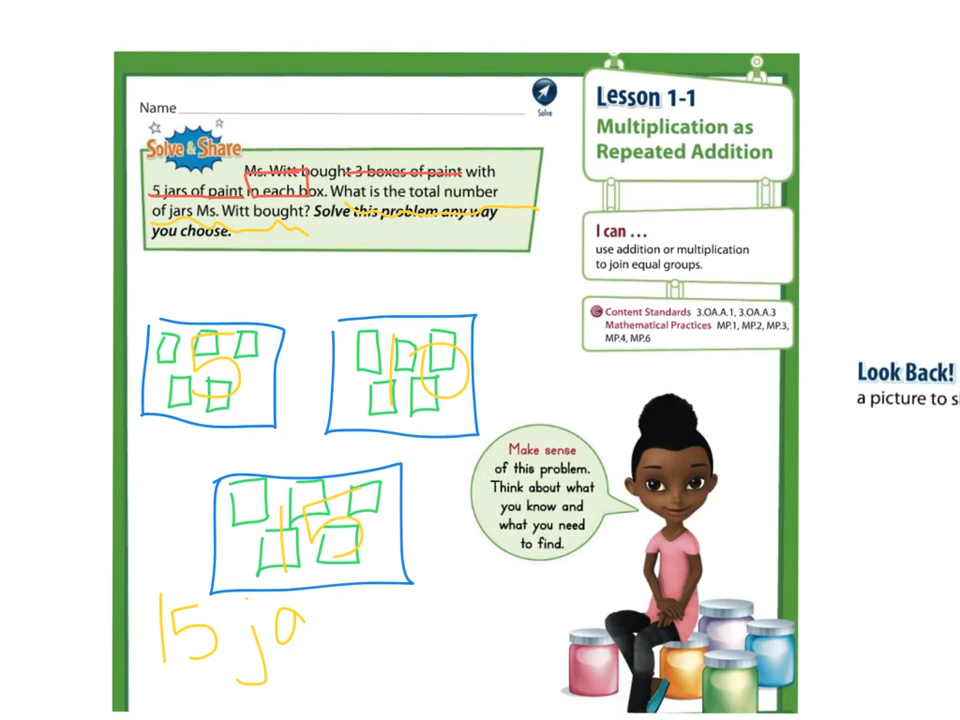 Name
Solve
Solve & Share
Ms. Witt bought 3 boxes of paint with
5 jars of paint in each box. What is the total number
of jars Ms. Witt bought? Solve this problem any way
you choose.
Lesson 1-1
Multiplication as
Repeated Addition
I can …
use addition or multiplication
to join equal groups.
Content Standards 3.OA.A.1, 3.OA.A.3
Mathematical Practices MP.1, MP.2, MP.3,
MP.4, MP.6
5
10
15
15 ja
Make sense
of this problem.
Think about what
you know and
what you need
to find.
Look Back!
a picture to